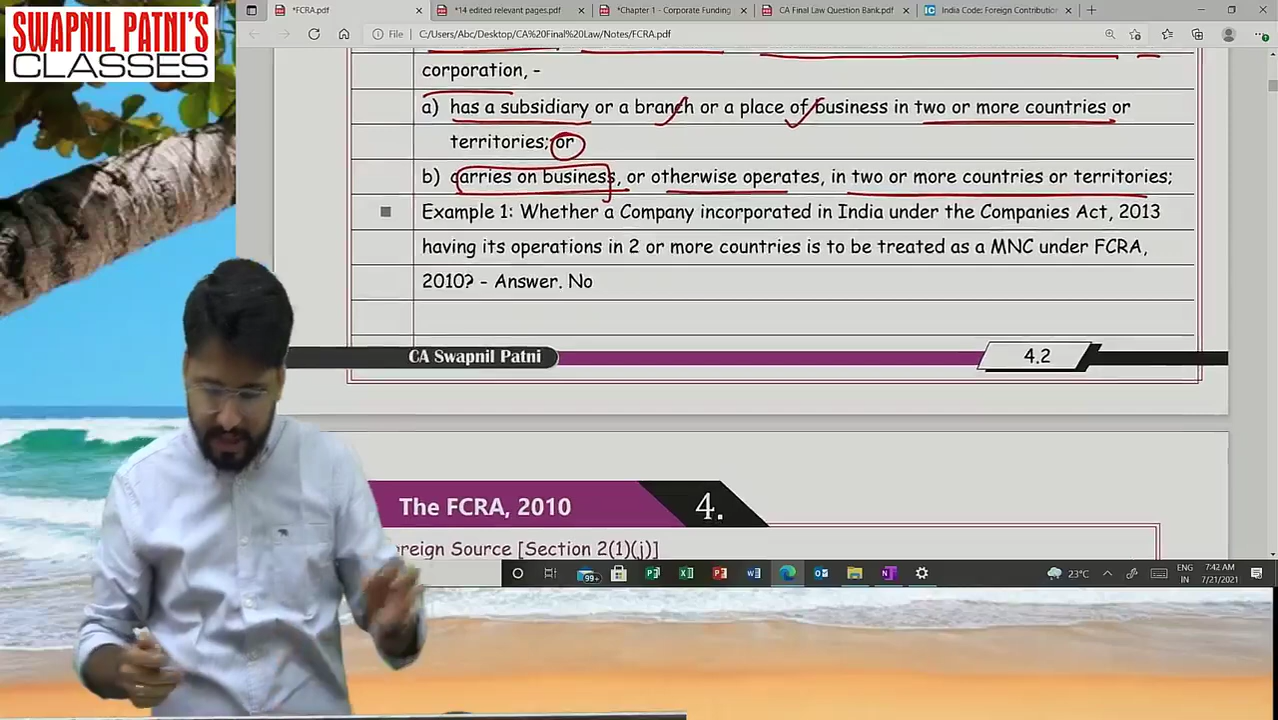 SWAPNIL PATNI'S
CLASSES
*FCRA.pdf
*14 edited relevant pages.pdf
*Chapter 1 - Corporate Funding
CA Final Law Question Bank.pdf
India Code: Foreign Contribution
File
C:/Users/Abc/Desktop/CA%20Final%20Law/Notes/FCRA.pdf
corporation, -
a) has a subsidiary or a branch or a place of business in two or more countries or
territories; or
b) carries on business, or otherwise operates, in two or more countries or territories;
Example 1: Whether a Company incorporated in India under the Companies Act, 2013
having its operations in 2 or more countries is to be treated as a MNC under FCRA,
2010? - Answer. No
CA Swapnil Patni
4.2
The FCRA, 2010
4.
reign Source [Section 2(1)(j)]
99+
23°C
ENG
IN
7:42 AM
7/21/2021